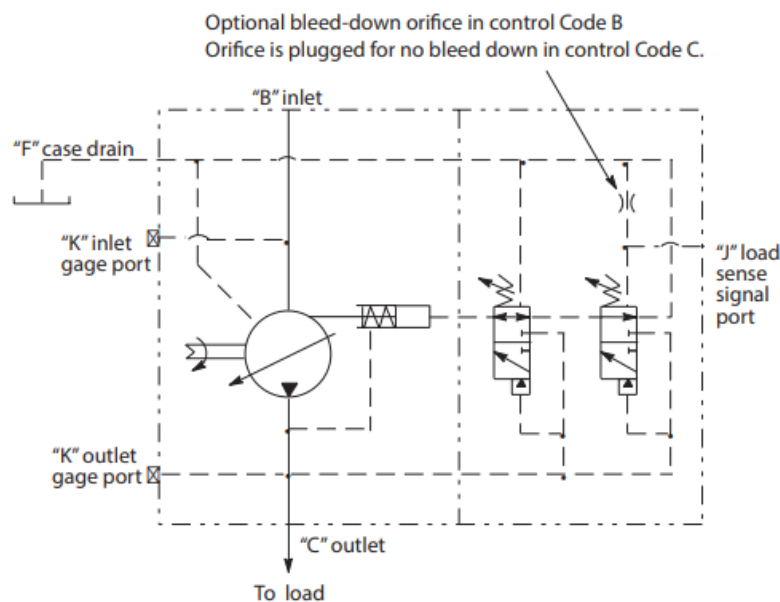 Optional bleed-down orifice in control Code B
Orifice is plugged for no bleed down in control Code C.
"B" inlet
"F" case drain
"K" inlet
gage port
"J" load
sense
signal
port
"K" outlet
gage port
"C" outlet
To load